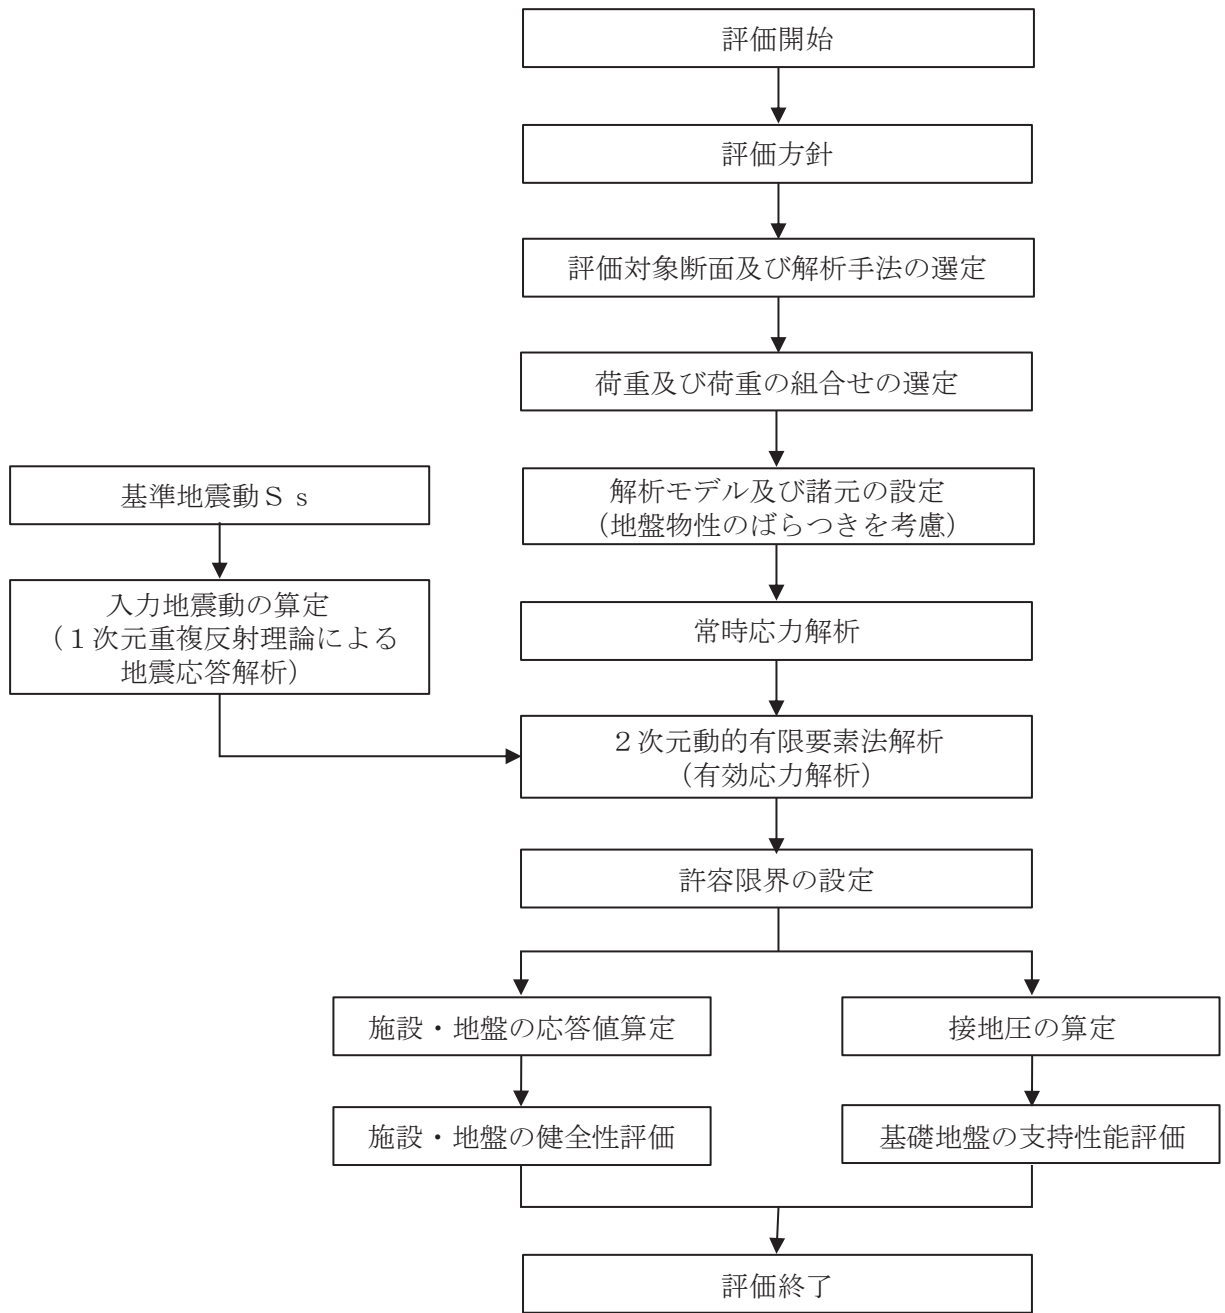 評価開始
評価方針
評価対象断面及び解析手法の選定
荷重及び荷重の組合せの選定
基準地震動Ｓｓ
解析モデル及び諸元の設定
（地盤物性のばらつきを考慮）
入力地震動の算定
（１次元重複反射理論による
地震応答解析）
常時応力解析
２次元動的有限要素法解析
（有効応力解析）
許容限界の設定
施設・地盤の応答値算定
接地圧の算定
施設・地盤の健全性評価
基礎地盤の支持性能評価
評価終了